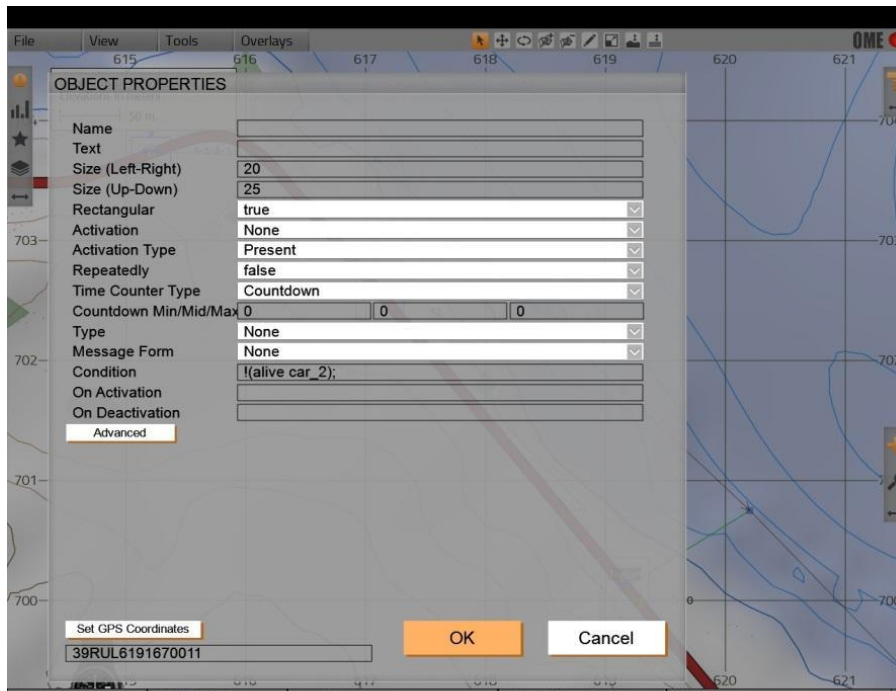 File View Tools Overlays OME
615 616 617 618 619 620 621
OBJECT PROPERTIES
50 m
Name
Text
Size (Left-Right) 20
Size (Up-Down) 25
Rectangular true
Activation None
703
Activation Type Present
Repeatedly false
Time Counter Type Countdown
Countdown Min/Mid/Max 0 0 0
Type None
702
Message Form None
Condition !(alive car_2);
On Activation
On Deactivation
Advanced
701
700
Set GPS Coordinates OK Cancel
39RUL6191670011
620 621